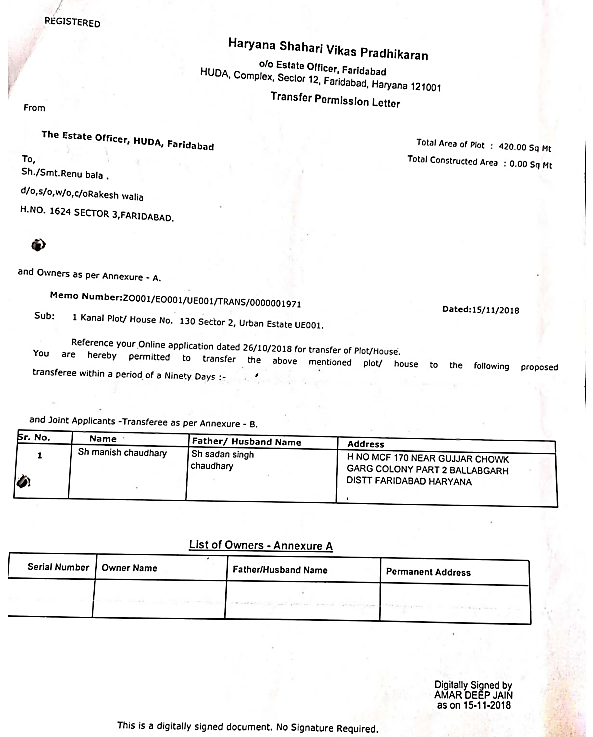 REGISTERED
Haryana Shahari Vikas Pradhikaran
o/o Estate Officer, Faridabad
HUDA, Complex, Sector 12, Faridabad, Haryana 121001
Transfer Permission Letter
From
The Estate Officer, HUDA, Faridabad
Total Area of Plot : 420.00 Sq Mt
To,
Total Constructed Area : 0.00 Sq Mt
Sh./Smt.Renu bala .
d/o,s/o,w/o,c/oRakesh walia
H.NO. 1624 SECTOR 3,FARIDABAD.
and Owners as per Annexure - A.
Memo Number:ZO001/EO001/UE001/TRANS/0000001971
Dated:15/11/2018
Sub: 1 Kanal Plot/ House No. 130 Sector 2, Urban Estate UE001.
Reference your Online application dated 26/10/2018 for transfer of Plot/House.
You are hereby permitted to transfer the above mentioned plot/ house to the following proposed
transferee within a period of a Ninety Days :-
and Joint Applicants -Transferee as per Annexure - B.
Sr. No. Name Father/ Husband Name Address
1 Sh manish chaudhary Sh sadan singh H NO MCF 170 NEAR GUJJAR CHOWK
chaudhary GARG COLONY PART 2 BALLABGARH
DISTT FARIDABAD HARYANA
List of Owners - Annexure A
Serial Number Owner Name Father/Husband Name Permanent Address
Digitally Signed by
AMAR DEEP JAIN
as on 15-11-2018
This is a digitally signed document. No Signature Required.